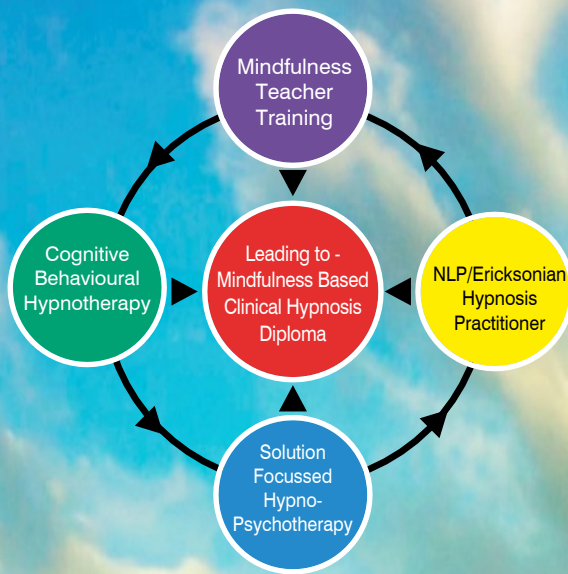 Mindfulness
Teacher
Training
Cognitive
Behavioural
Hypnotherapy
Leading to -
Mindfulness Based
Clinical Hypnosis
Diploma
NLP/Ericksonian
Hypnosis
Practitioner
Solution
Focussed
Hypno-
Psychotherapy